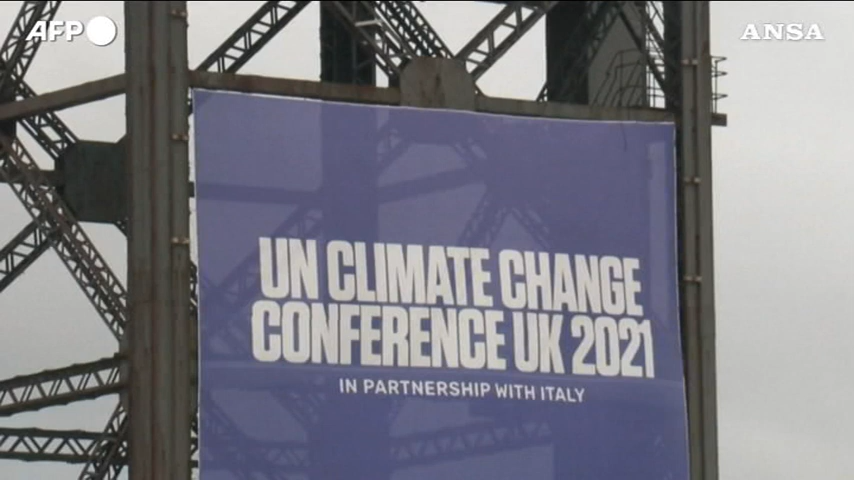 AFP
ANSA
UN CLIMATE CHANGE
CONFERENCE UK 2021
IN PARTNERSHIP WITH ITALY